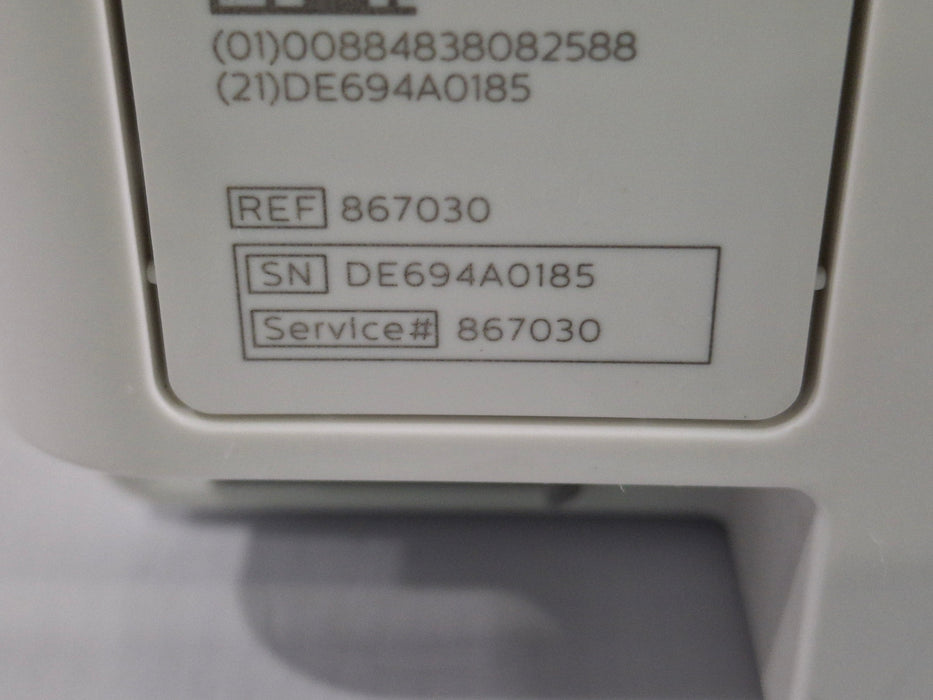 (01)00884838082588
(21)DE694A0185
REF 867030
SN DE694A0185
Service# 867030